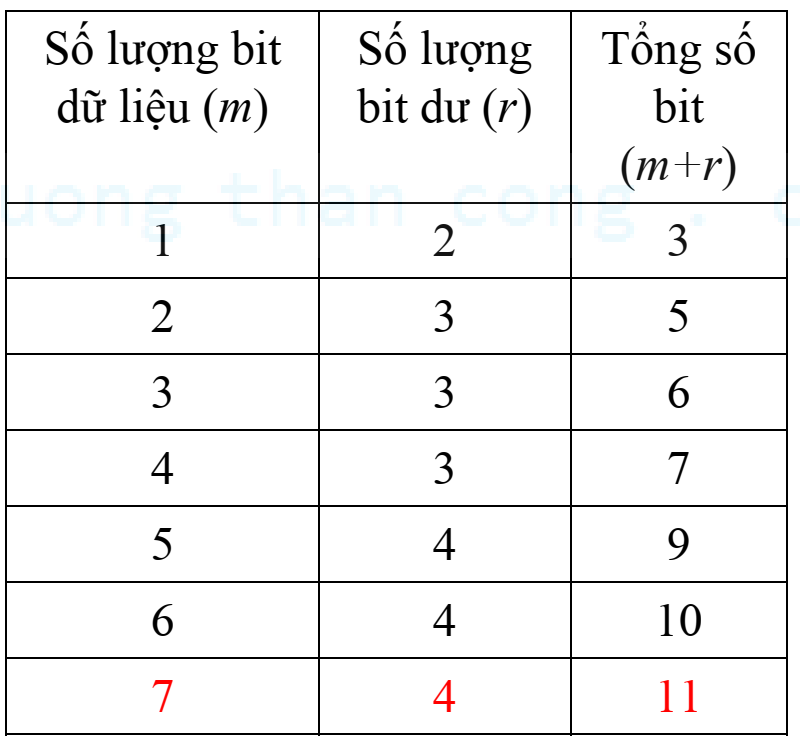 Số lượng bit Số lượng Tổng số
dữ liệu (m) bit dư (r) bit
(m+r)
uong than cong .
1 2 3
2 3 5
3 3 6
4 3 7
5 4 9
6 4 10
7 4 11